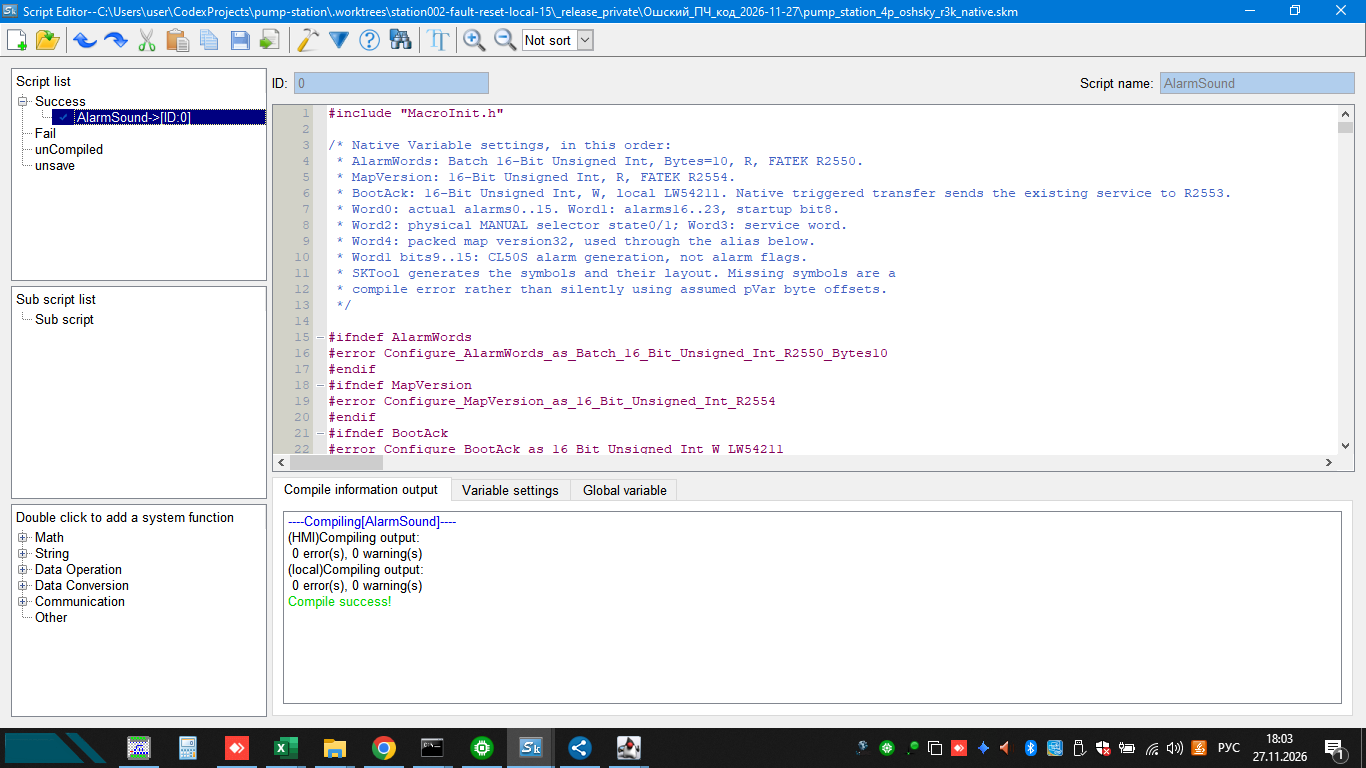 Script Editor--C:\Users\user\CodexProjects\pump-station\.worktrees\station002-fault-reset-local-15\_release_private\Ошский_ПЧ_код_2026-11-27\pump_station_4p_oshsky_r3k_native.skm
Not sort
Script list
Success
AlarmSound->[ID:0]
Fail
unCompiled
unsave
Sub script list
Sub script
Double click to add a system function
Math
String
Data Operation
Data Conversion
Communication
Other
ID: 0
Script name: AlarmSound
1 #include "MacroInit.h"
2
3 /* Native Variable settings, in this order:
4 * AlarmWords: Batch 16-Bit Unsigned Int, Bytes=10, R, FATEK R2550.
5 * MapVersion: 16-Bit Unsigned Int, R, FATEK R2554.
6 * BootAck: 16-Bit Unsigned Int, W, local LW54211. Native triggered transfer sends the existing service to R2553.
7 * Word0: actual alarms0..15. Word1: alarms16..23, startup bit8.
8 * Word2: physical MANUAL selector state0/1; Word3: service word.
9 * Word4: packed map version32, used through the alias below.
10 * Word1 bits9..15: CL50S alarm generation, not alarm flags.
11 * SKTool generates the symbols and their layout. Missing symbols are a
12 * compile error rather than silently using assumed pVar byte offsets.
13 */
14
15 #ifndef AlarmWords
16 #error Configure_AlarmWords_as_Batch_16_Bit_Unsigned_Int_R2550_Bytes10
17 #endif
18 #ifndef MapVersion
19 #error Configure_MapVersion_as_16_Bit_Unsigned_Int_R2554
20 #endif
21 #ifndef BootAck
22 #error Configure_BootAck_as_16_Bit_Unsigned_Int_W_LW54211
Compile information output
Variable settings
Global variable
----Compiling[AlarmSound]----
(HMI)Compiling output:
0 error(s), 0 warning(s)
(local)Compiling output:
0 error(s), 0 warning(s)
Compile success!
РУС
18:03
27.11.2026
1